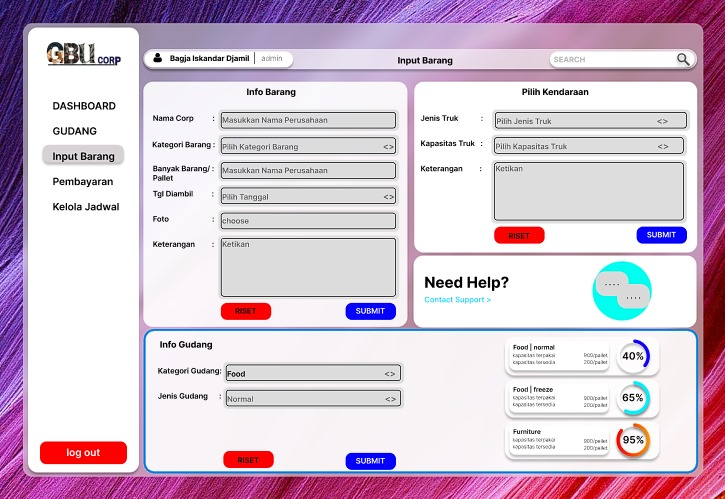 GBU CORP
Bagja Iskandar Djamil | admin
Input Barang
SEARCH
DASHBOARD
GUDANG
Input Barang
Pembayaran
Kelola Jadwal
log out
Info Barang
Nama Corp : Masukkan Nama Perusahaan
Kategori Barang : Pilih Kategori Barang <>
Banyak Barang/ : Masukkan Nama Perusahaan
Pallet
Tgl Diambil : Pilih Tanggal <>
Foto : choose
Keterangan : Ketikan
RISET SUBMIT
Pilih Kendaraan
Jenis Truk : Pilih Jenis Truk <>
Kapasitas Truk : Pilih Kapasitas Truk <>
Keterangan : Ketikan
RISET SUBMIT
Need Help?
Contact Support >
....
....
Info Gudang
Kategori Gudang: Food <>
Jenis Gudang : Normal <>
RISET SUBMIT
Food | normal
kapasitas terpakai 900/pallet
kapasitas tersedia 200/pallet
40%
Food | freeze
kapasitas terpakai 900/pallet
kapasitas tersedia 200/pallet
65%
Furniture
kapasitas terpakai 900/pallet
kapasitas tersedia 200/pallet
95%